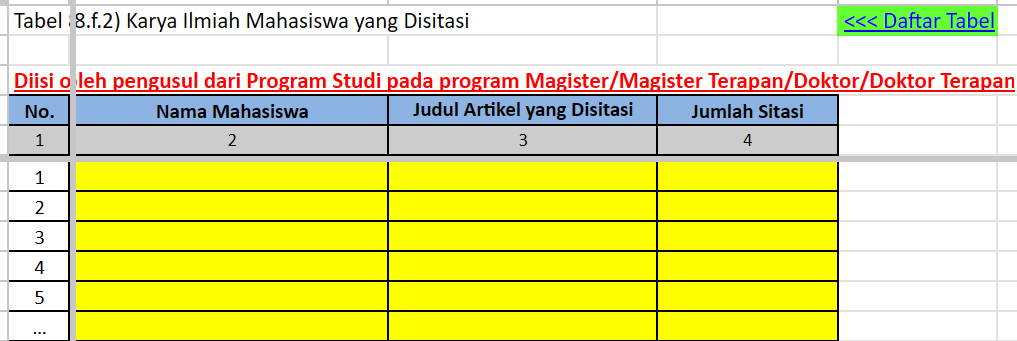 Tabel 8.f.2) Karya Ilmiah Mahasiswa yang Disitasi <<< Daftar Tabel
Diisi oleh pengusul dari Program Studi pada program Magister/Magister Terapan/Doktor/Doktor Terapan
No. Nama Mahasiswa Judul Artikel yang Disitasi Jumlah Sitasi
1 2 3 4
1
2
3
4
5
...